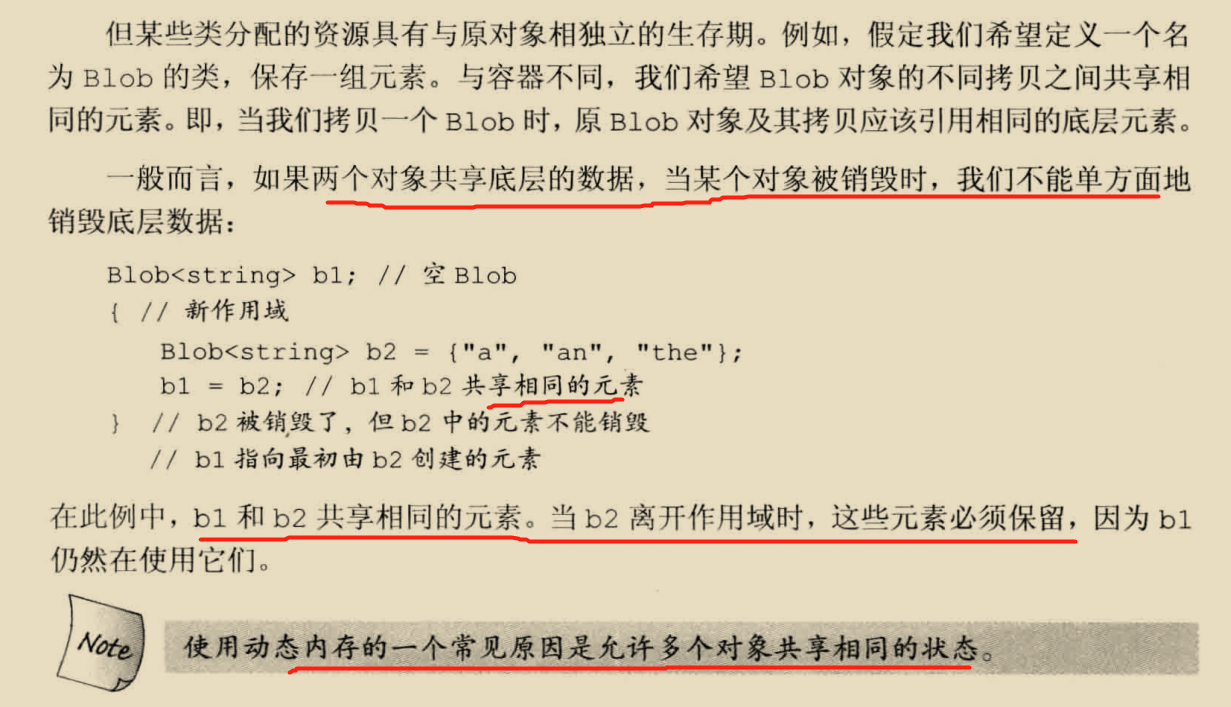 但某些类分配的资源具有与原对象相独立的生存期。例如，假定我们希望定义一个名
为 Blob 的类，保存一组元素。与容器不同，我们希望 Blob 对象的不同拷贝之间共享相
同的元素。即，当我们拷贝一个 Blob 时，原 Blob 对象及其拷贝应该引用相同的底层元素。
一般而言，如果两个对象共享底层的数据，当某个对象被销毁时，我们不能单方面地
销毁底层数据：
Blob<string> b1; // 空 Blob
{ // 新作用域
Blob<string> b2 = {"a", "an", "the"};
b1 = b2; // b1 和 b2 共享相同的元素
} // b2 被销毁了，但 b2 中的元素不能销毁
// b1 指向最初由 b2 创建的元素
在此例中，b1 和 b2 共享相同的元素。当 b2 离开作用域时，这些元素必须保留，因为 b1
仍然在使用它们。
Note 使用动态内存的一个常见原因是允许多个对象共享相同的状态。